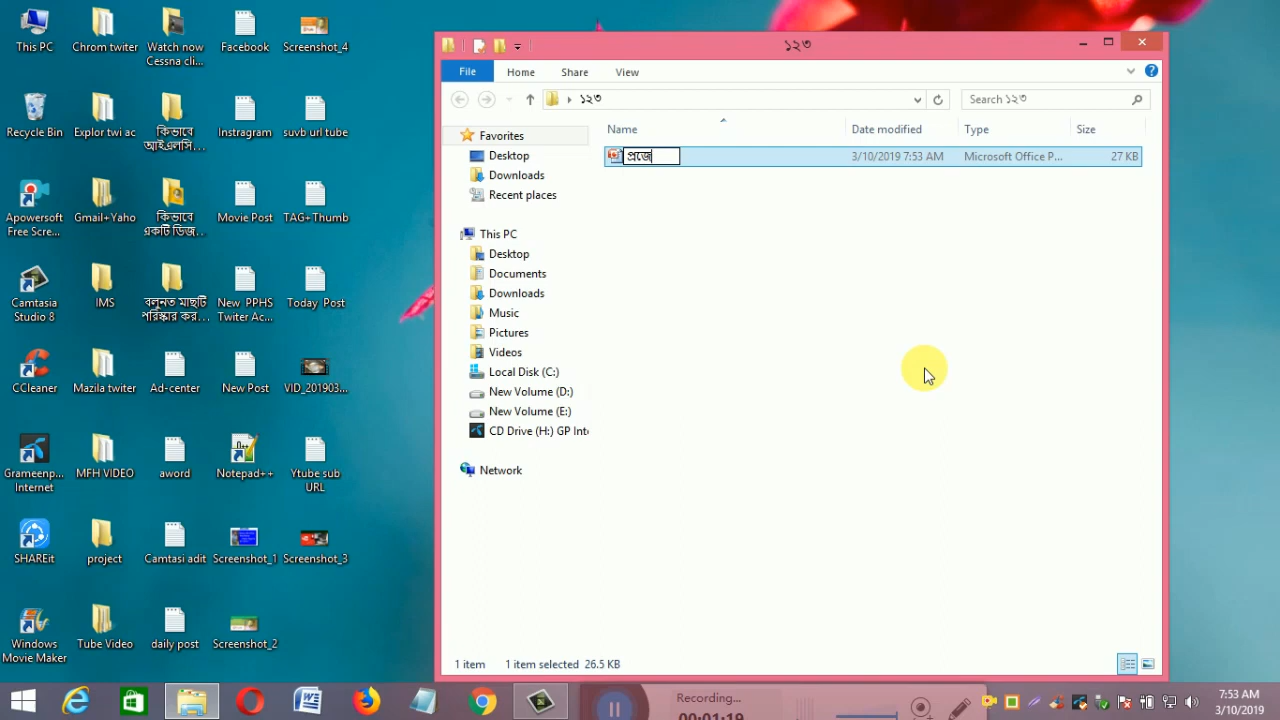 This PC
Chrom twiter
Watch now
Cessna cli...
Facebook
Screenshot_4
Recycle Bin
Explor twi ac
কিভাবে
আইএলসি...
Instragram
suvb url tube
Apowersoft
Free Scre...
Gmail+Yaho
কিভাবে
একটি ডিজ...
Movie Post
TAG+Thumb
Camtasia
Studio 8
IMS
বলুনত মাছটি
পরিস্কার কর...
New PPHS
Twiter Ac...
Today Post
CCleaner
Mazila twiter
Ad-center
New Post
VID_201903...
Grameenp...
Internet
MFH VIDEO
aword
Notepad++
Ytube sub
URL
SHAREit
project
Camtasi adit
Screenshot_1
Screenshot_3
Windows
Movie Maker
Tube Video
daily post
Screenshot_2
১২৩
File
Home
Share
View
১২৩
Search ১২৩
Name
Date modified
Type
Size
প্রজে
3/10/2019 7:53 AM
Microsoft Office P...
27 KB
Favorites
Desktop
Downloads
Recent places
This PC
Desktop
Documents
Downloads
Music
Pictures
Videos
Local Disk (C:)
New Volume (D:)
New Volume (E:)
CD Drive (H:) GP Inte
Network
1 item
1 item selected 26.5 KB
Recording...
00:01:19
7:53 AM
3/10/2019